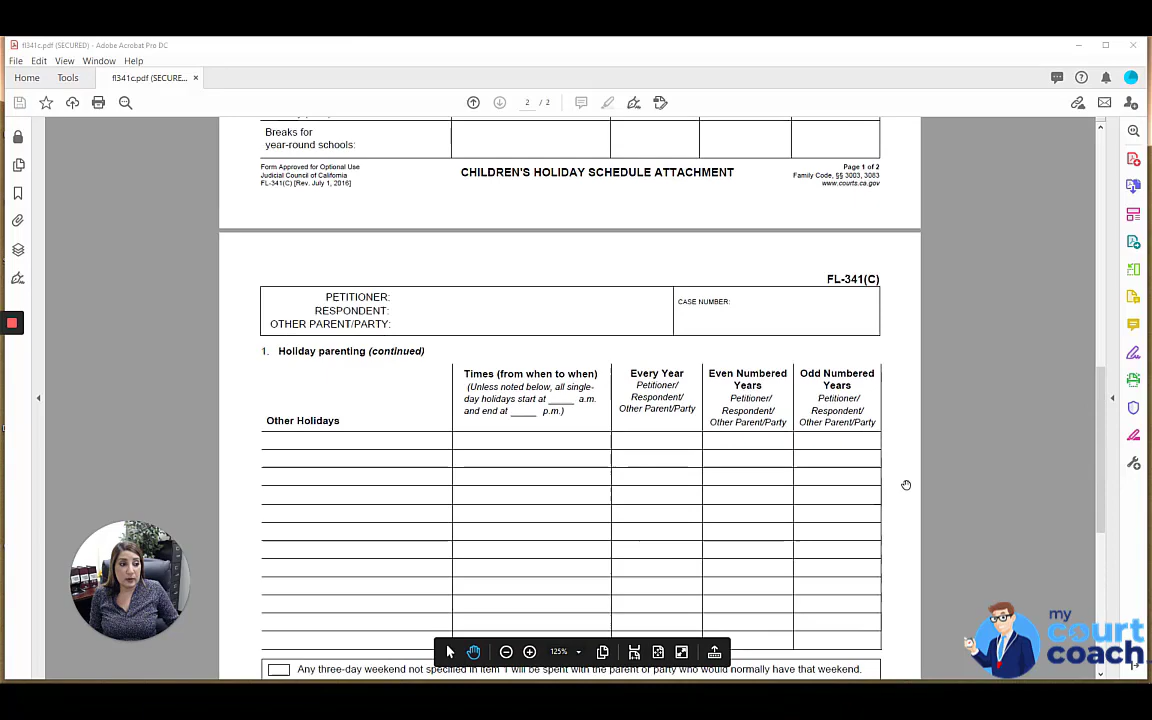 fl341c.pdf (SECURED) - Adobe Acrobat Pro DC
File Edit View Window Help
Home Tools fl341c.pdf (SECURE... ×
2 / 2
Breaks for
year-round schools:
Form Approved for Optional Use
Judicial Council of California
FL-341(C) [Rev. July 1, 2016]
CHILDREN'S HOLIDAY SCHEDULE ATTACHMENT
Page 1 of 2
Family Code, §§ 3003, 3083
www.courts.ca.gov
FL-341(C)
PETITIONER:
RESPONDENT:
OTHER PARENT/PARTY:
CASE NUMBER:
1. Holiday parenting (continued)
Other Holidays
Times (from when to when)
(Unless noted below, all single-
day holidays start at _____ a.m.
and end at _____ p.m.)
Every Year
Petitioner/
Respondent/
Other Parent/Party
Even Numbered
Years
Petitioner/
Respondent/
Other Parent/Party
Odd Numbered
Years
Petitioner/
Respondent/
Other Parent/Party
125%
Any three-day weekend not specified in item 1 will be spent with the parent or party who would normally have that weekend.
my
court
coach